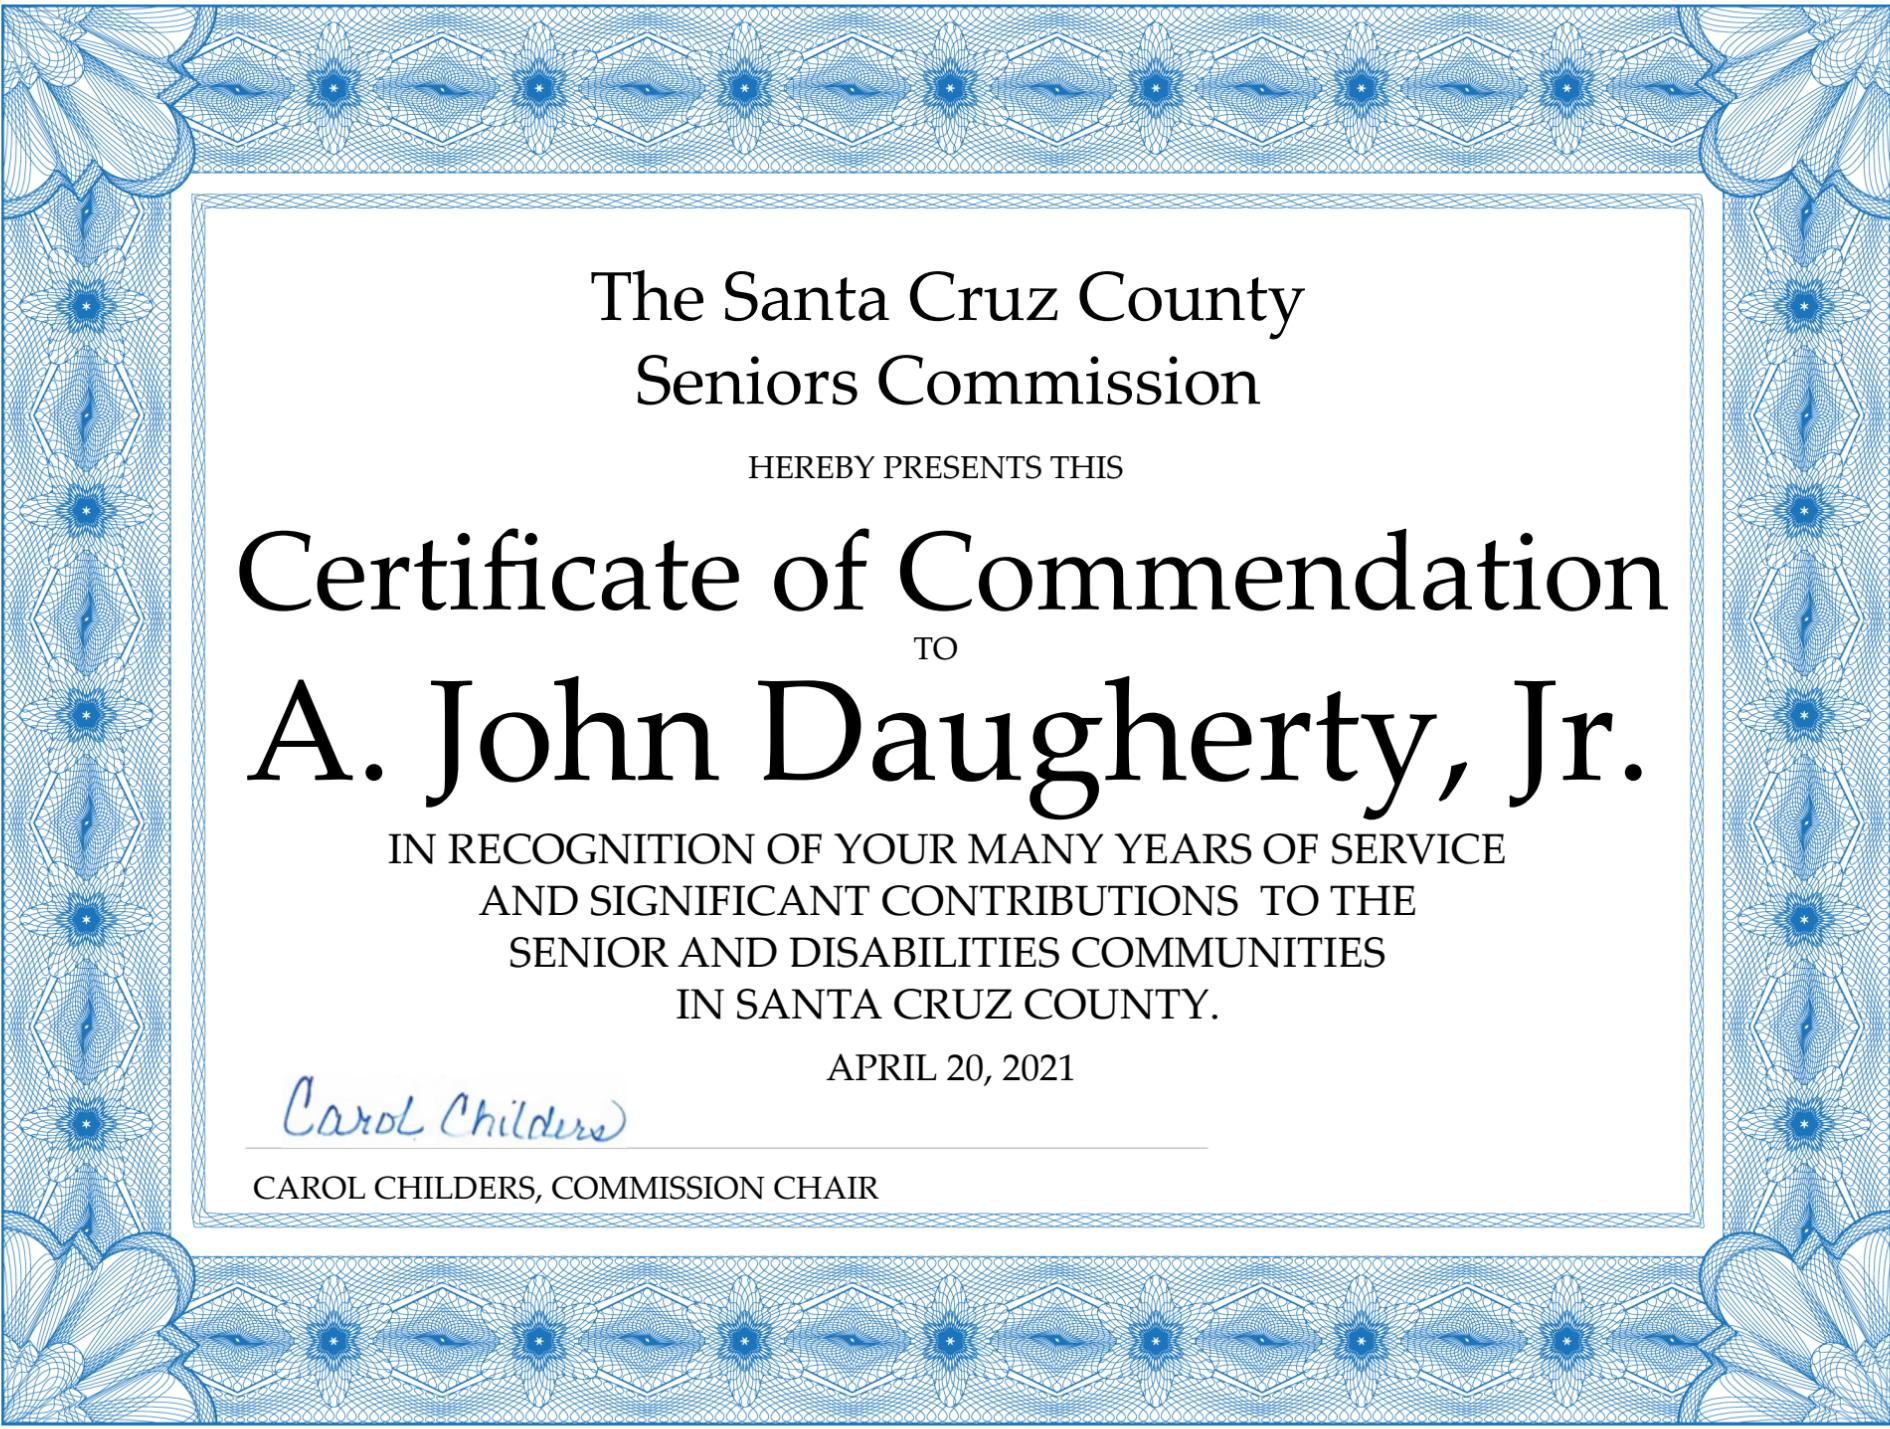 The Santa Cruz County
Seniors Commission
HEREBY PRESENTS THIS
Certificate of Commendation
TO
A. John Daugherty, Jr.
IN RECOGNITION OF YOUR MANY YEARS OF SERVICE
AND SIGNIFICANT CONTRIBUTIONS  TO THE
SENIOR AND DISABILITIES COMMUNITIES
IN SANTA CRUZ COUNTY.
APRIL 20, 2021
Carol Childers
CAROL CHILDERS, COMMISSION CHAIR